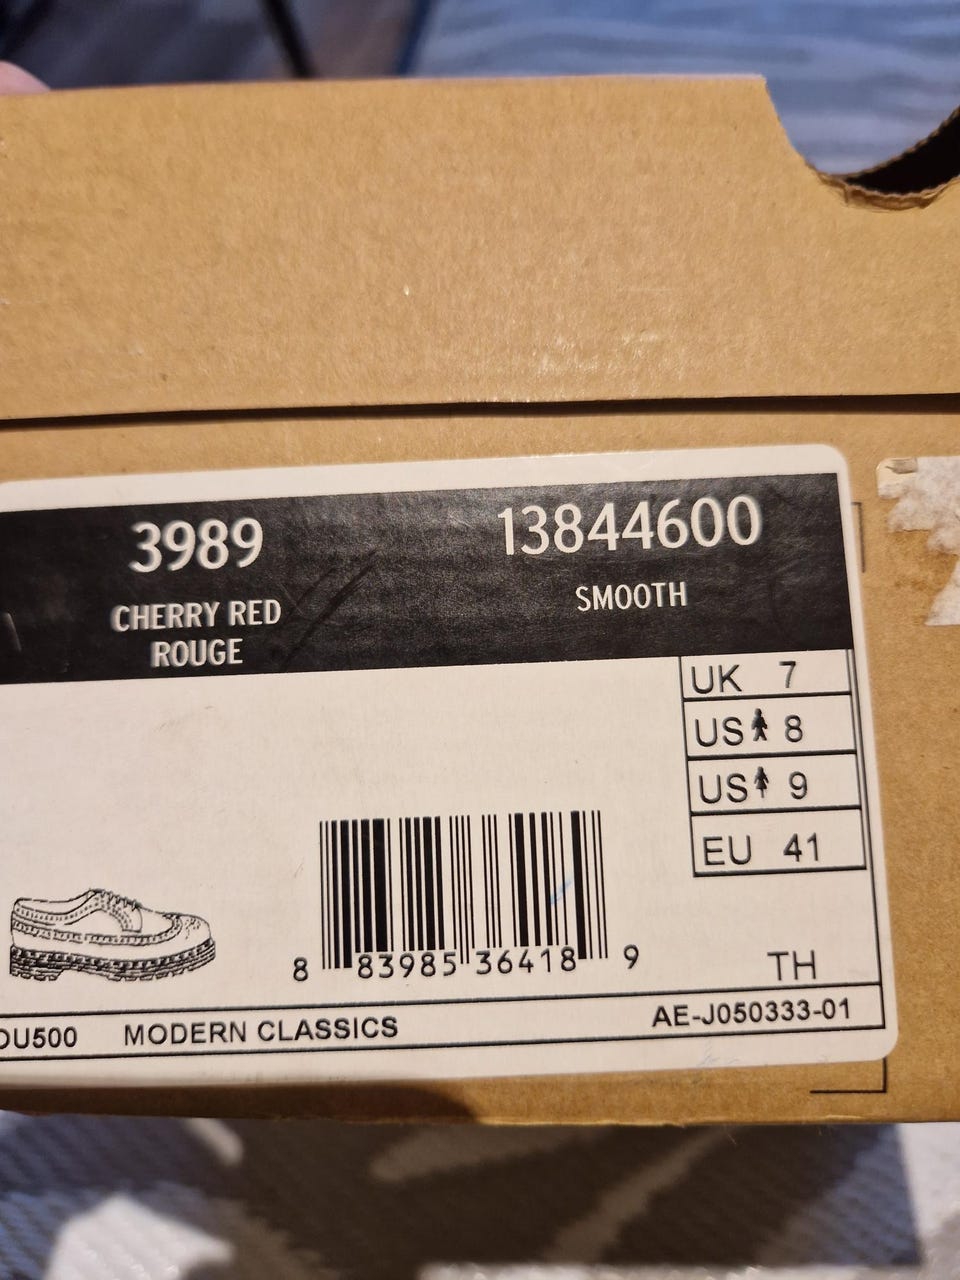 3989 13844600
CHERRY RED SMOOTH
ROUGE
UK 7
US 8
US 9
EU 41
8 83985 36418 9
TH
MODERN CLASSICS AE-J050333-01